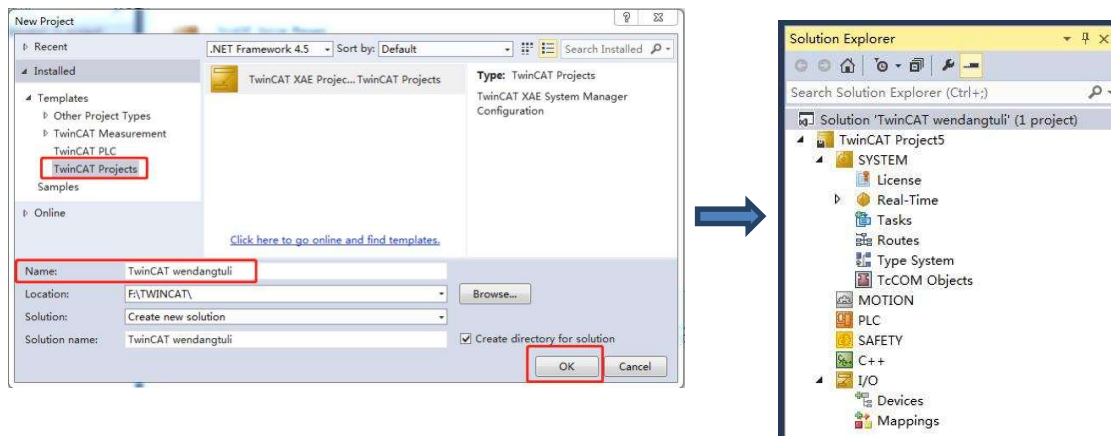 New Project
Recent
.NET Framework 4.5
Sort by: Default
Search Installed
Installed
TwinCAT XAE Projec... TwinCAT Projects
Type: TwinCAT Projects
TwinCAT XAE System Manager
Configuration
Templates
Other Project Types
TwinCAT Measurement
TwinCAT PLC
TwinCAT Projects
Samples
Online
Click here to go online and find templates.
Name: TwinCAT wendangtuli
Location: F:\TWINCAT\
Browse...
Solution: Create new solution
Solution name: TwinCAT wendangtuli
Create directory for solution
OK Cancel
Solution Explorer
Search Solution Explorer (Ctrl+;)
Solution 'TwinCAT wendangtuli' (1 project)
TwinCAT Project5
SYSTEM
License
Real-Time
Tasks
Routes
Type System
TcCOM Objects
MOTION
PLC
SAFETY
C++
I/O
Devices
Mappings